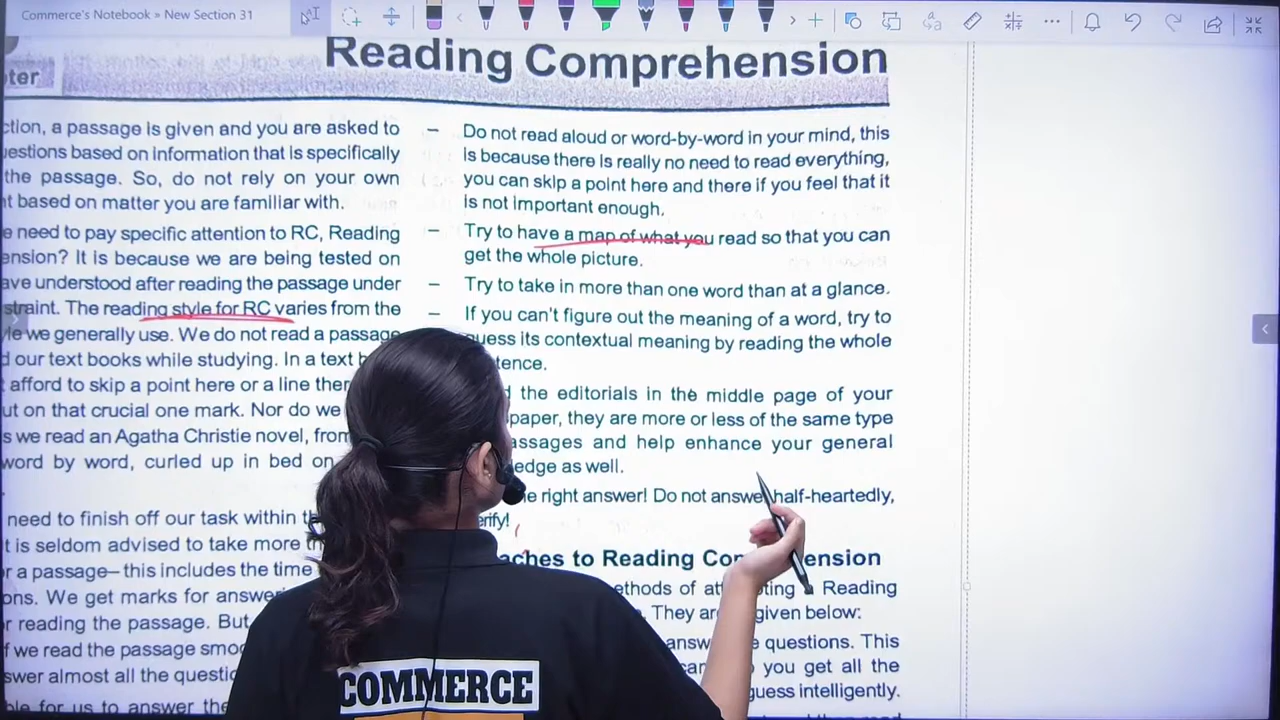 Commerce's Notebook » New Section 31
Reading Comprehension
ter
ction, a passage is given and you are asked to
uestions based on information that is specifically
the passage. So, do not rely on your own
t based on matter you are familiar with.
e need to pay specific attention to RC, Reading
ension? It is because we are being tested on
ave understood after reading the passage under
straint. The reading style for RC varies from the
le we generally use. We do not read a passage
d our text books while studying. In a text b
afford to skip a point here or a line ther
ut on that crucial one mark. Nor do we
s we read an Agatha Christie novel, from
word by word, curled up in bed on
need to finish off our task within th
t is seldom advised to take more th
r a passage– this includes the time
ons. We get marks for answer
r reading the passage. But
f we read the passage smoo
swer almost all the questio
ble for us to answer the
– Do not read aloud or word-by-word in your mind, this
is because there is really no need to read everything,
you can skip a point here and there if you feel that it
is not important enough.
– Try to have a map of what you read so that you can
get the whole picture.
– Try to take in more than one word than at a glance.
– If you can't figure out the meaning of a word, try to
guess its contextual meaning by reading the whole
tence.
d the editorials in the middle page of your
paper, they are more or less of the same type
assages and help enhance your general
ledge as well.
e right answer! Do not answer half-heartedly,
erify!
aches to Reading Comprehension
ethods of attempting Reading
. They are given below:
answ e questions. This
can you get all the
guess intelligently.
COMMERCE